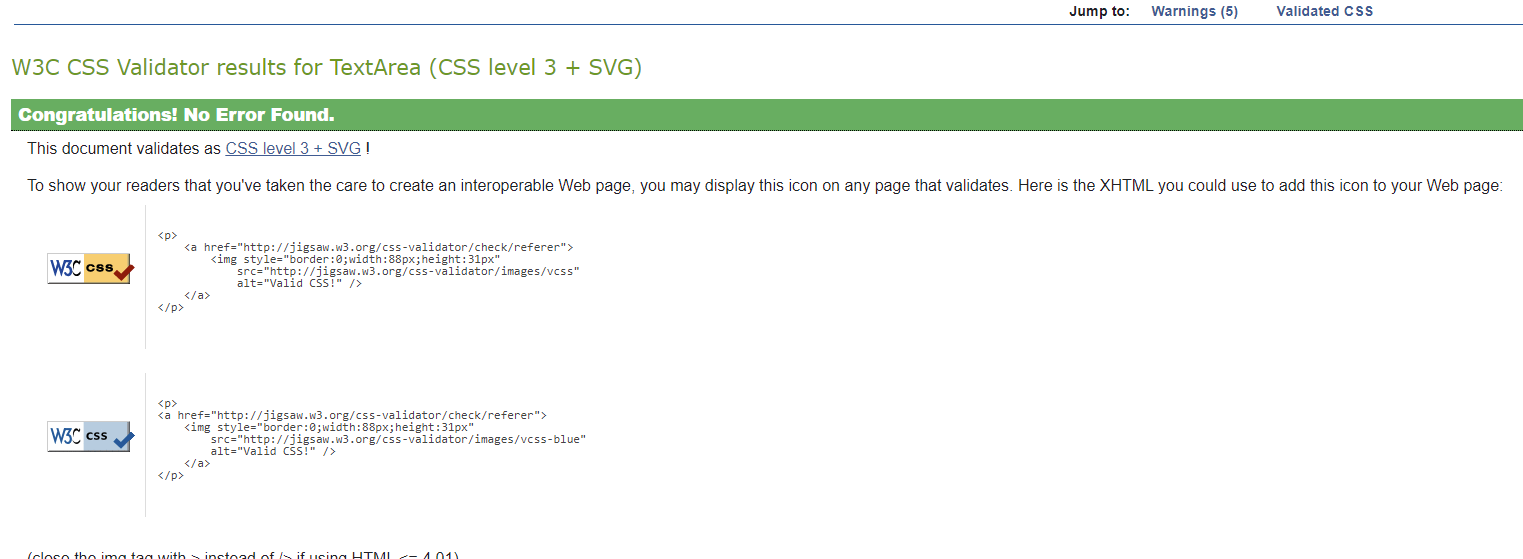 Jump to: Warnings (5) Validated CSS
W3C CSS Validator results for TextArea (CSS level 3 + SVG)
Congratulations! No Error Found.
This document validates as CSS level 3 + SVG !
To show your readers that you've taken the care to create an interoperable Web page, you may display this icon on any page that validates. Here is the XHTML you could use to add this icon to your Web page:
<p>
<a href="http://jigsaw.w3.org/css-validator/check/referer">
<img style="border:0;width:88px;height:31px"
W3C css
src="http://jigsaw.w3.org/css-validator/images/vcss"
alt="Valid CSS!" />
</a>
</p>
<p>
<a href="http://jigsaw.w3.org/css-validator/check/referer">
<img style="border:0;width:88px;height:31px"
W3C css
src="http://jigsaw.w3.org/css-validator/images/vcss-blue"
alt="Valid CSS!" />
</a>
</p>
(close the img tag with > instead of /> if using HTML <= 4.01)